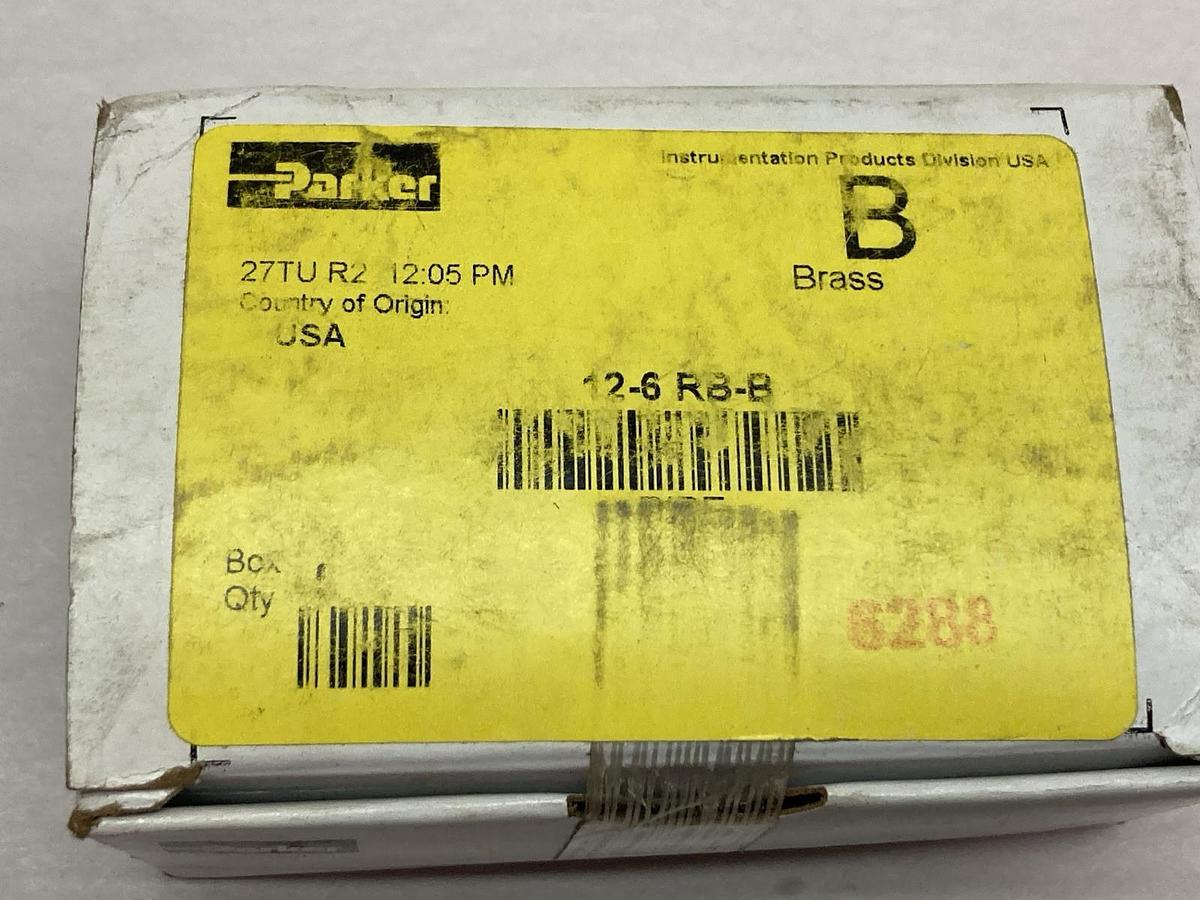 Parker
Instrumentation Products Division USA
B
Brass
27TU R2 12:05 PM
Country of Origin:
USA
12-6 RB-B
PIPE
Box
Qty
6288